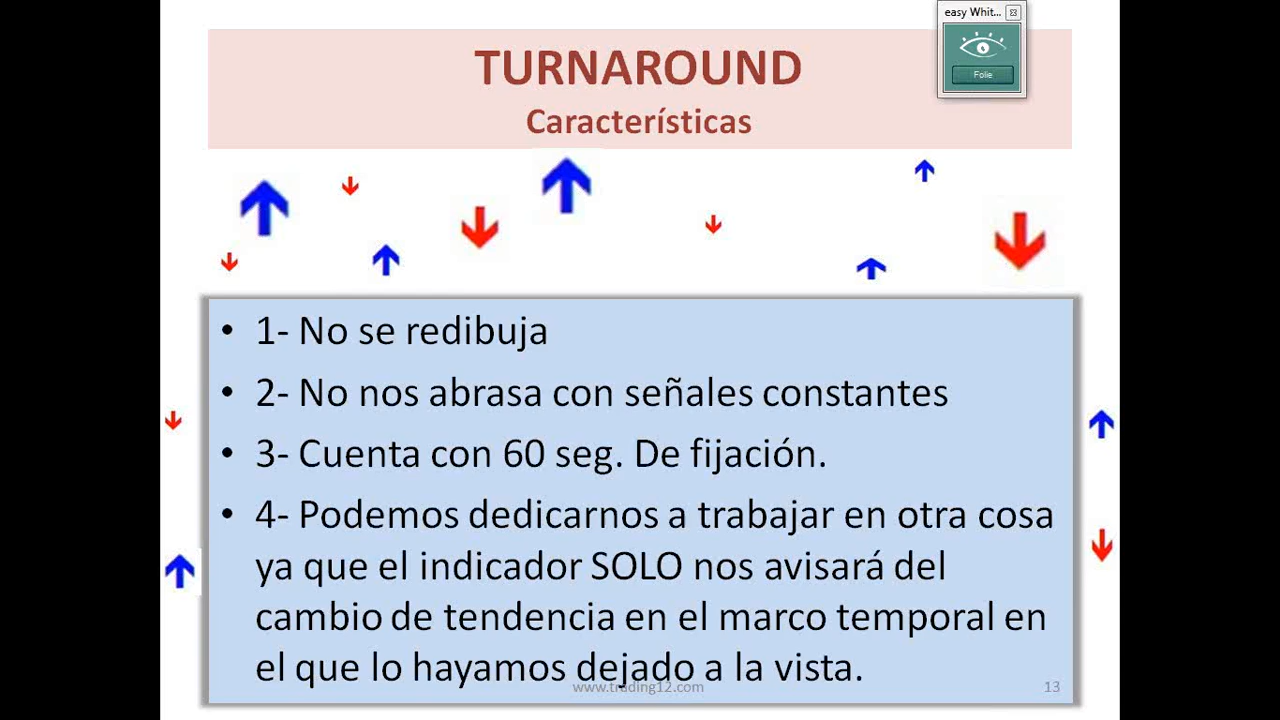 easy Whit...
Folie
TURNAROUND
Características
• 1- No se redibuja
• 2- No nos abrasa con señales constantes
• 3- Cuenta con 60 seg. De fijación.
• 4- Podemos dedicarnos a trabajar en otra cosa
ya que el indicador SOLO nos avisará del
cambio de tendencia en el marco temporal en
el que lo hayamos dejado a la vista.
www.trading12.com
13